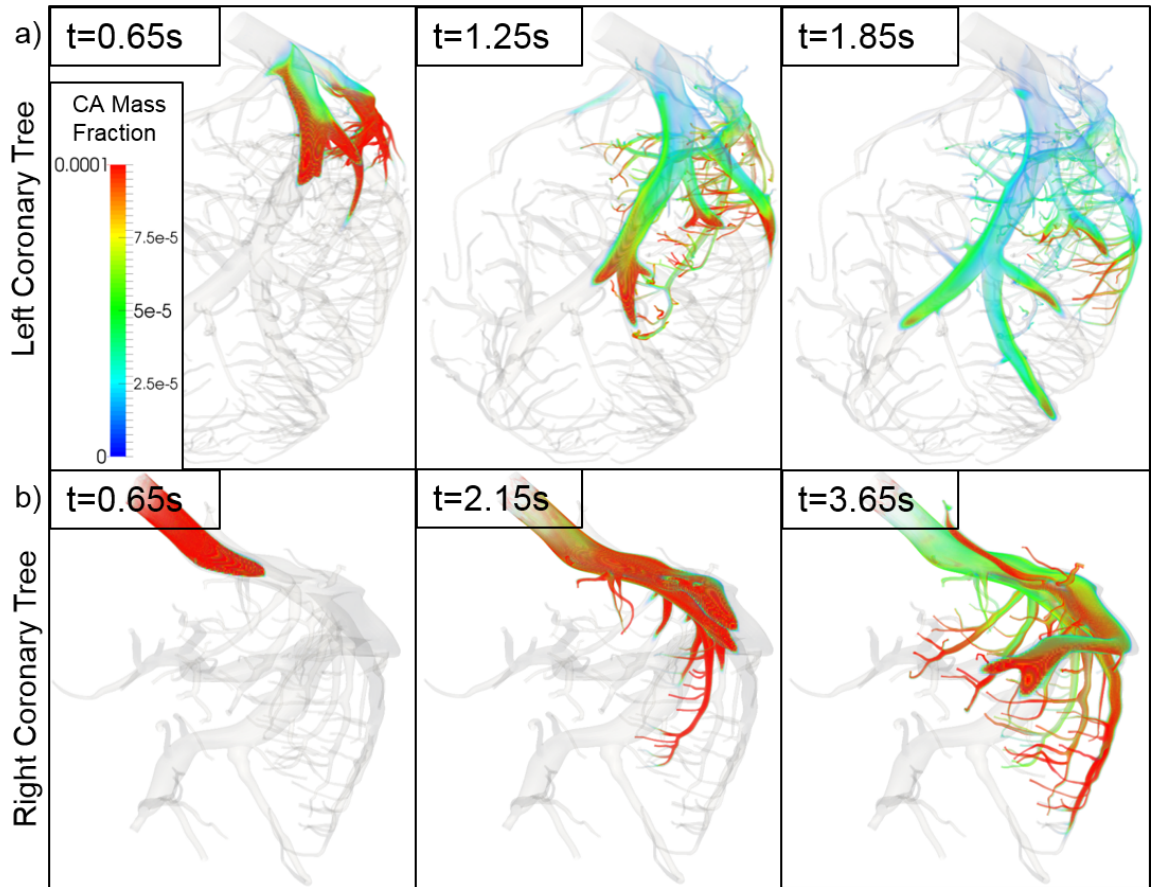 a)
t=0.65s
t=1.25s
t=1.85s
CA Mass
Fraction
0.0001
7.5e-5
5e-5
2.5e-5
0
Left Coronary Tree
b)
t=0.65s
t=2.15s
t=3.65s
Right Coronary Tree